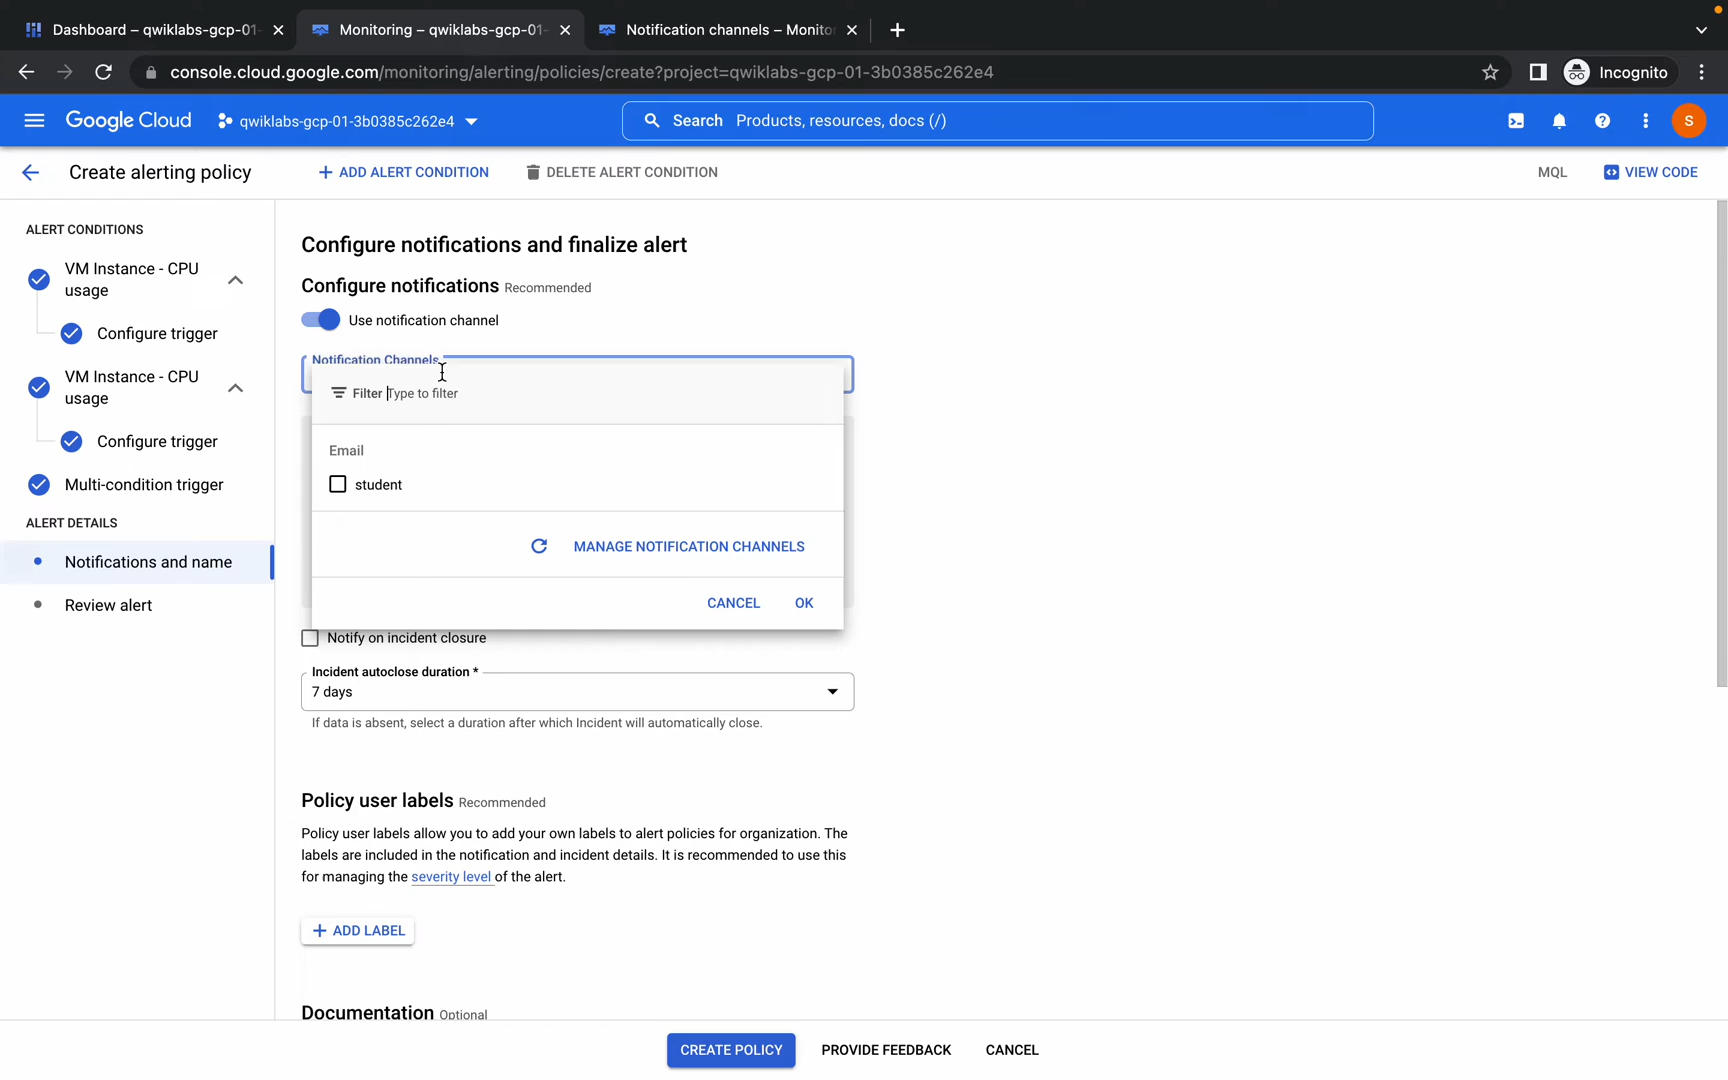 Dashboard – qwiklabs-gcp-01-
Monitoring – qwiklabs-gcp-01-
Notification channels – Monitor
console.cloud.google.com/monitoring/alerting/policies/create?project=qwiklabs-gcp-01-3b0385c262e4
Incognito
Google Cloud
qwiklabs-gcp-01-3b0385c262e4
Search Products, resources, docs (/)
S
Create alerting policy
+ ADD ALERT CONDITION
DELETE ALERT CONDITION
MQL
VIEW CODE
ALERT CONDITIONS
VM Instance - CPU
usage
Configure trigger
VM Instance - CPU
usage
Configure trigger
Multi-condition trigger
ALERT DETAILS
Notifications and name
Review alert
Configure notifications and finalize alert
Configure notifications Recommended
Use notification channel
Notification Channels
Filter Type to filter
Email
student
MANAGE NOTIFICATION CHANNELS
CANCEL
OK
Notify on incident closure
Incident autoclose duration *
7 days
If data is absent, select a duration after which Incident will automatically close.
Policy user labels Recommended
Policy user labels allow you to add your own labels to alert policies for organization. The
labels are included in the notification and incident details. It is recommended to use this
for managing the severity level of the alert.
+ ADD LABEL
Documentation Optional
CREATE POLICY
PROVIDE FEEDBACK
CANCEL